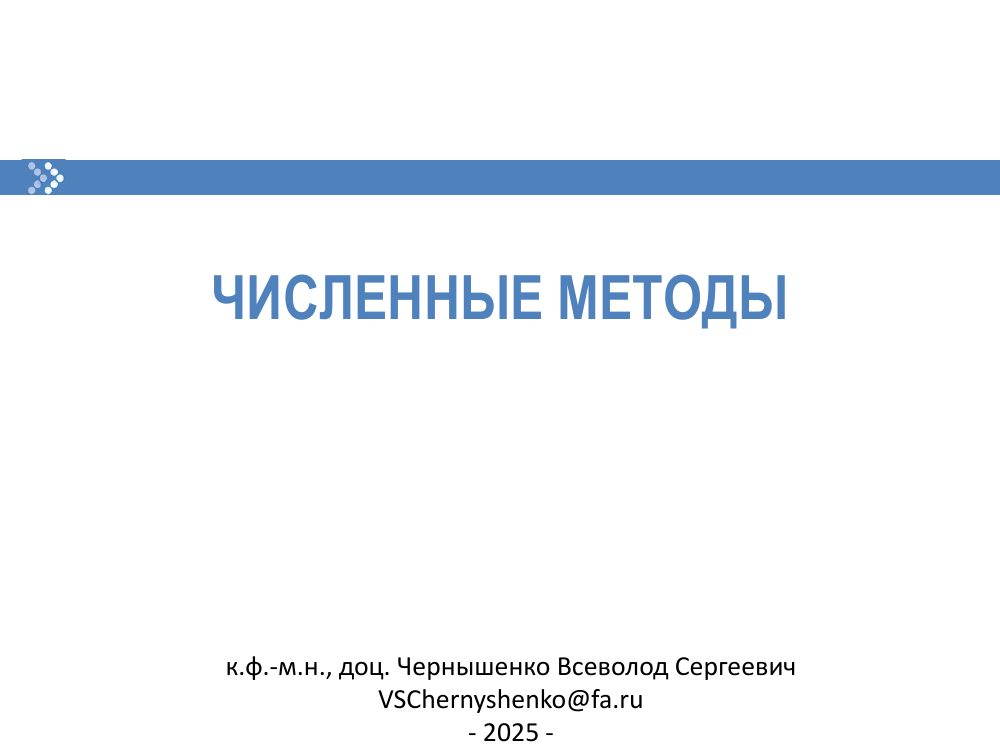 ЧИСЛЕННЫЕ МЕТОДЫ
к.ф.-м.н., доц. Чернышенко Всеволод Сергеевич
VSChernyshenko@fa.ru
- 2025 -